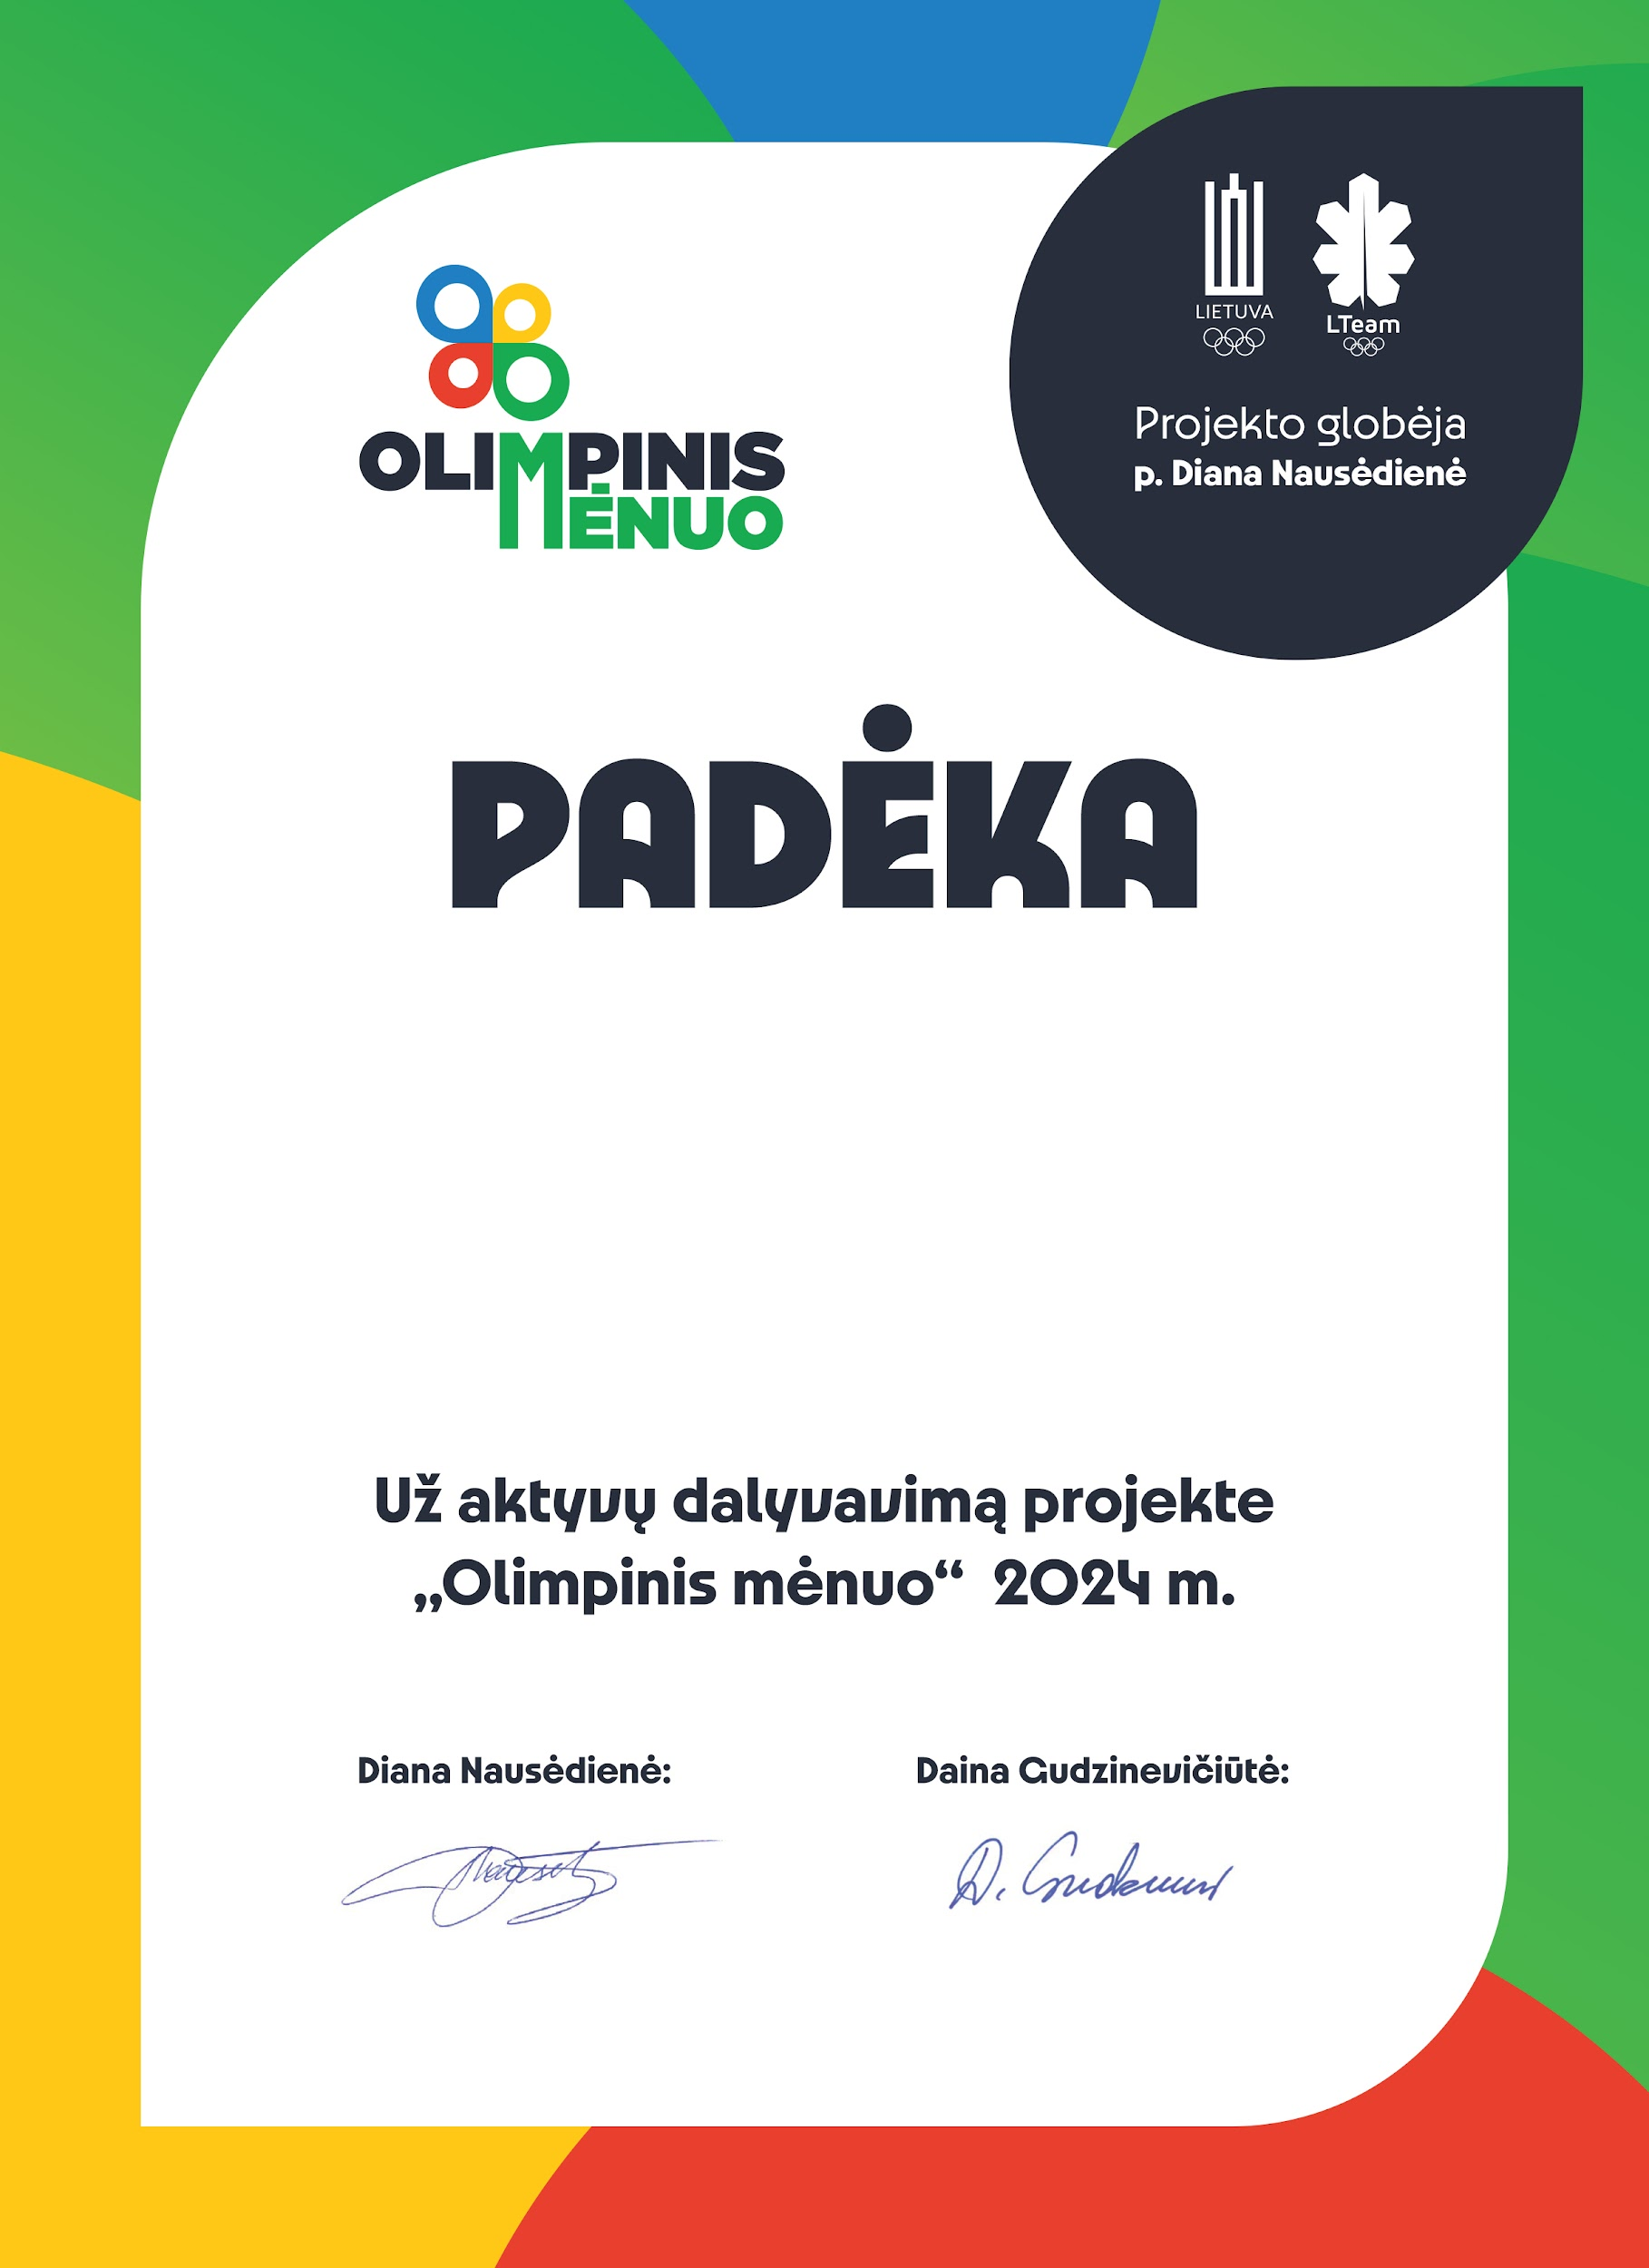 OLIMPINIS
MĖNUO
LIETUVA
LTeam
Projekto globėja
p. Diana Nausėdienė
PADĖKA
Už aktyvų dalyvavimą projekte
„Olimpinis mėnuo“ 2024 m.
Diana Nausėdienė:
Daina Gudzinevičiūtė: